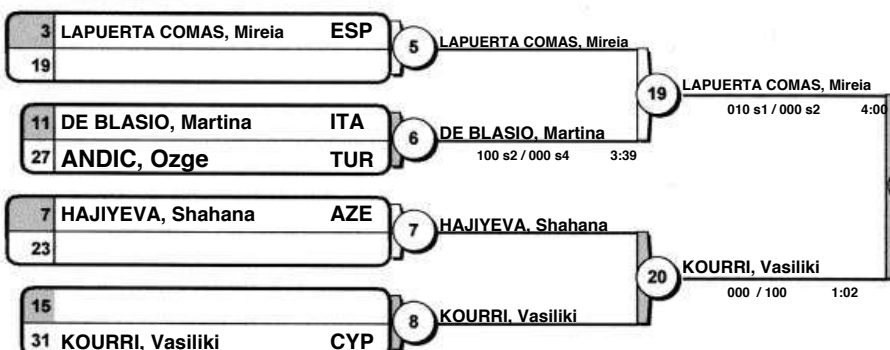 3 LAPUERTA COMAS, Mireia ESP
19
5
LAPUERTA COMAS, Mireia
11 DE BLASIO, Martina ITA
27 ANDIC, Ozge TUR
6
DE BLASIO, Martina
100 s2 / 000 s4 3:39
19
LAPUERTA COMAS, Mireia
010 s1 / 000 s2 4:00
7 HAJIYEVA, Shahana AZE
23
7
HAJIYEVA, Shahana
15
31 KOURRI, Vasiliki CYP
8
KOURRI, Vasiliki
20
KOURRI, Vasiliki
000 / 100 1:02